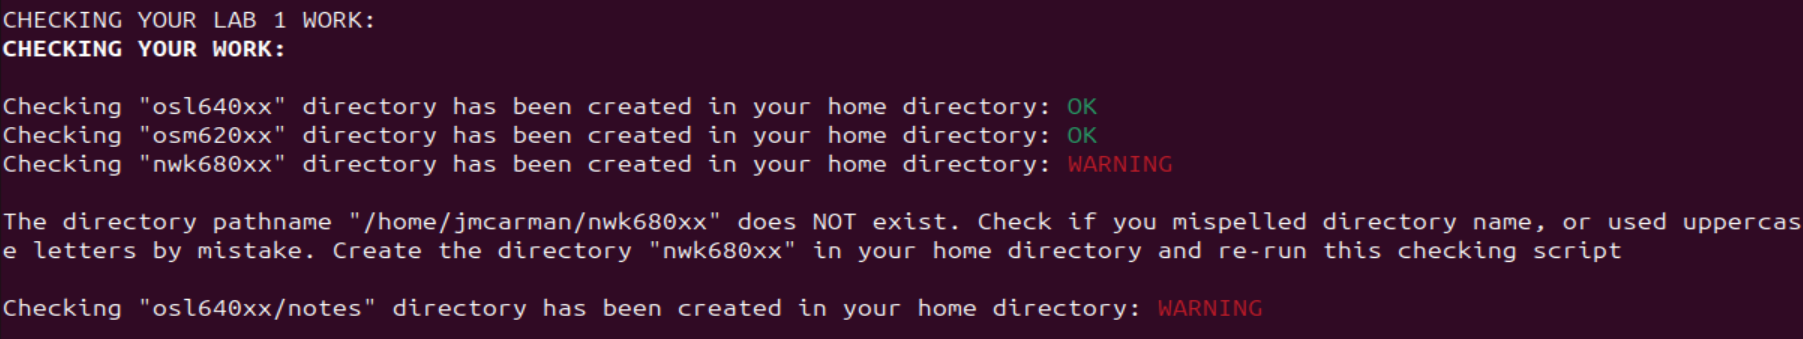 CHECKING YOUR LAB 1 WORK:
CHECKING YOUR WORK:
Checking "osl640xx" directory has been created in your home directory: OK
Checking "osm620xx" directory has been created in your home directory: OK
Checking "nwk680xx" directory has been created in your home directory: WARNING
The directory pathname "/home/jmcarman/nwk680xx" does NOT exist. Check if you mispelled directory name, or used uppercas
e letters by mistake. Create the directory "nwk680xx" in your home directory and re-run this checking script
Checking "osl640xx/notes" directory has been created in your home directory: WARNING